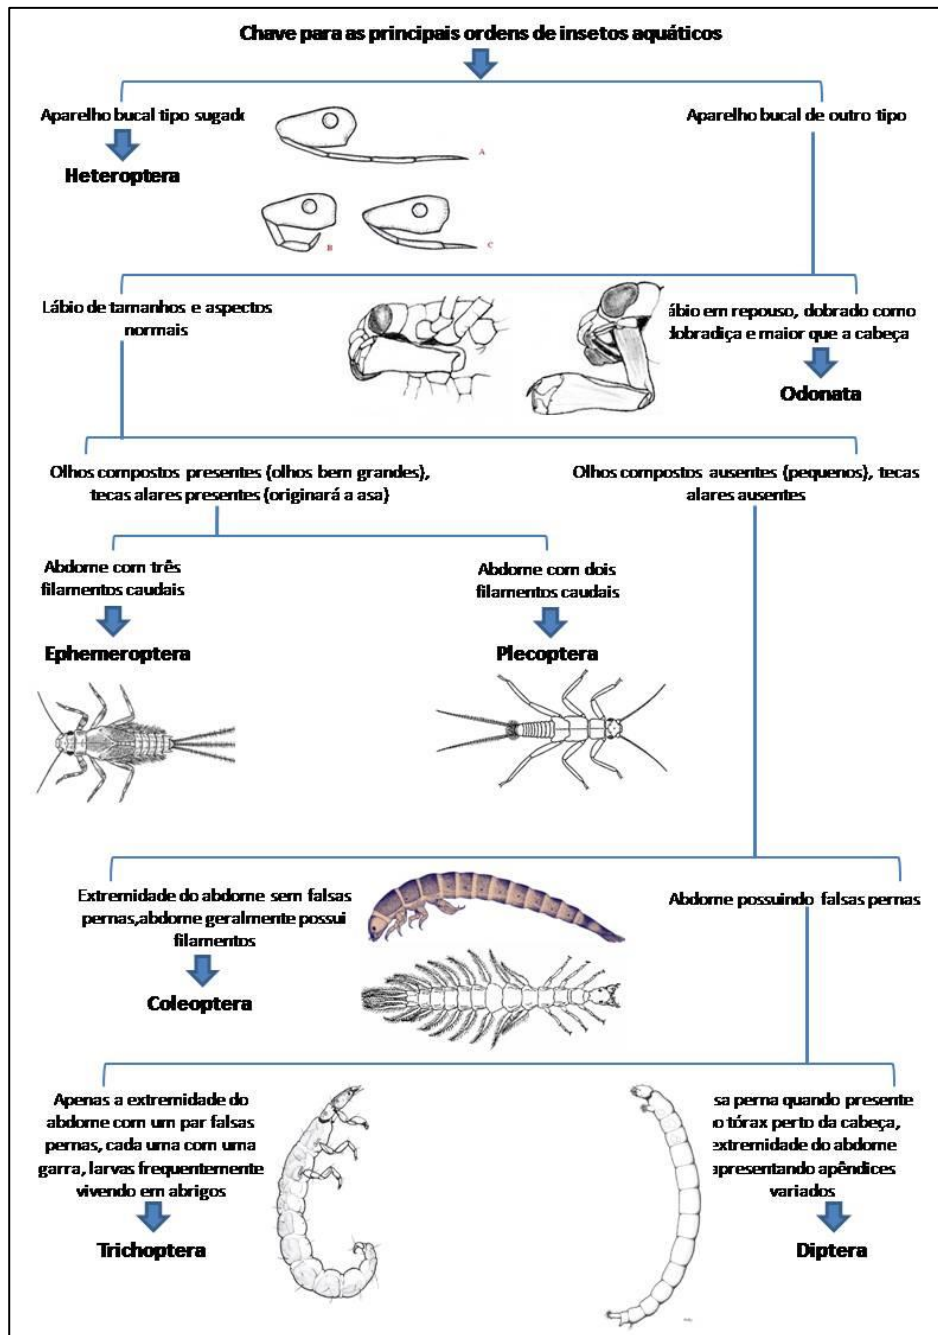 Chave para as principais ordens de insetos aquáticos
Aparelho bucal tipo sugad
Aparelho bucal de outro tipo
Heteroptera
A
B
C
Lábio de tamanhos e aspectos
normais
ábio em repouso, dobrado como
dobradiça e maior que a cabeça
Odonata
Olhos compostos presentes (olhos bem grandes),
tecas alares presentes (originará a asa)
Olhos compostos ausentes (pequenos), tecas
alares ausentes
Abdome com três
filamentos caudais
Abdome com dois
filamentos caudais
Ephemeroptera
Plecoptera
Extremidade do abdome sem falsas
pernas,abdome geralmente possui
filamentos
Abdome possuindo falsas pernas
Coleoptera
Apenas a extremidade do
abdome com um par falsas
pernas, cada uma com uma
garra, larvas frequentemente
vivendo em abrigos
sa perna quando presente
o tórax perto da cabeça,
extremidade do abdome
apresentando apêndices
variados
Trichoptera
Diptera